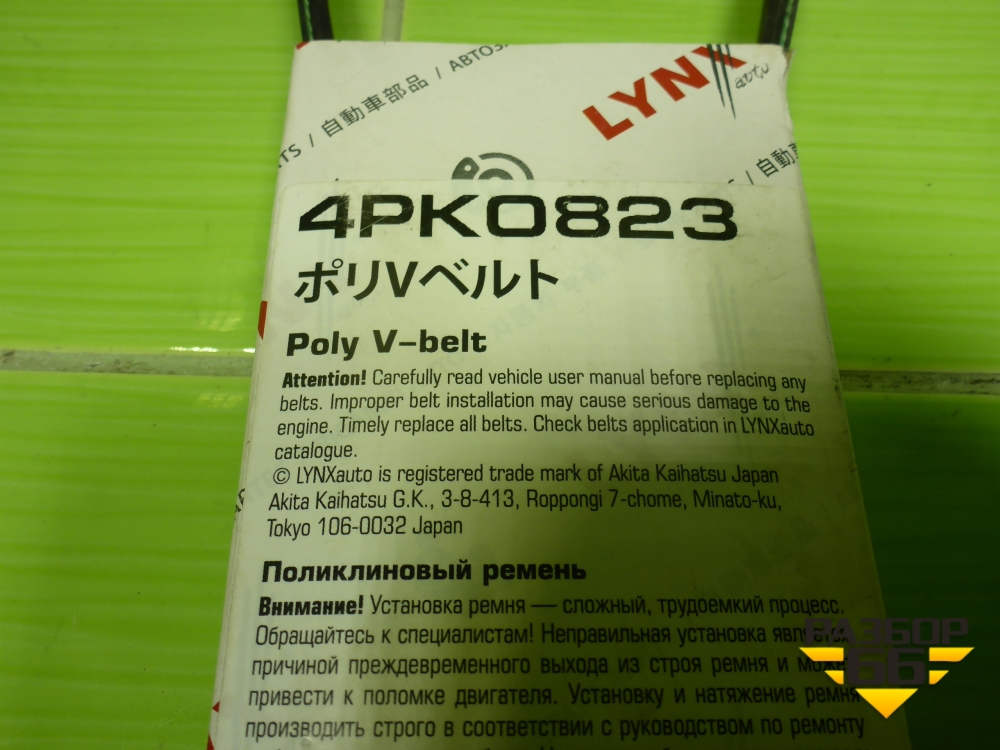 TS / 自動車部品 / АВТОЗА
LYNX
auto
/ 自動
4PK0823
ポリVベルト
Poly V-belt
Attention! Carefully read vehicle user manual before replacing any
belts. Improper belt installation may cause serious damage to the
engine. Timely replace all belts. Check belts application in LYNXauto
catalogue.
© LYNXauto is registered trade mark of Akita Kaihatsu Japan
Akita Kaihatsu G.K., 3-8-413, Roppongi 7-chome, Minato-ku,
Tokyo 106-0032 Japan
Поликлиновый ремень
Внимание! Установка ремня — сложный, трудоемкий процесс.
Обращайтесь к специалистам! Неправильная установка является
причиной преждевременного выхода из строя ремня и может
привести к поломке двигателя. Установку и натяжение ремня
производить строго в соответствии с руководством по ремонту
РАЗБОР
66